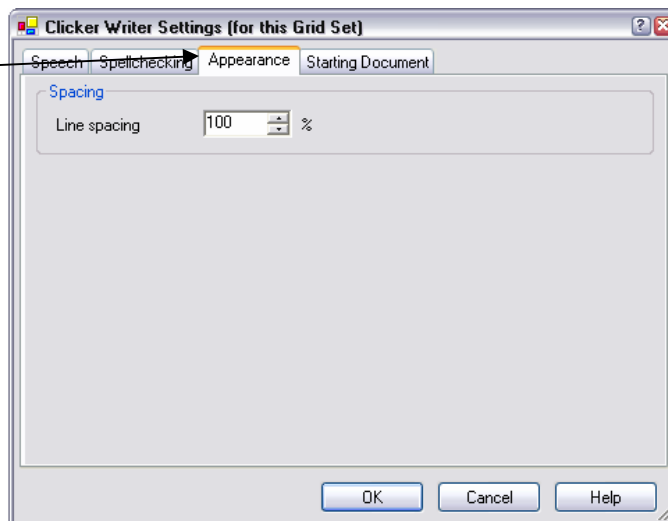 Clicker Writer Settings (for this Grid Set)
Speech Spellchecking Appearance Starting Document
Spacing
Line spacing 100 %
OK Cancel Help